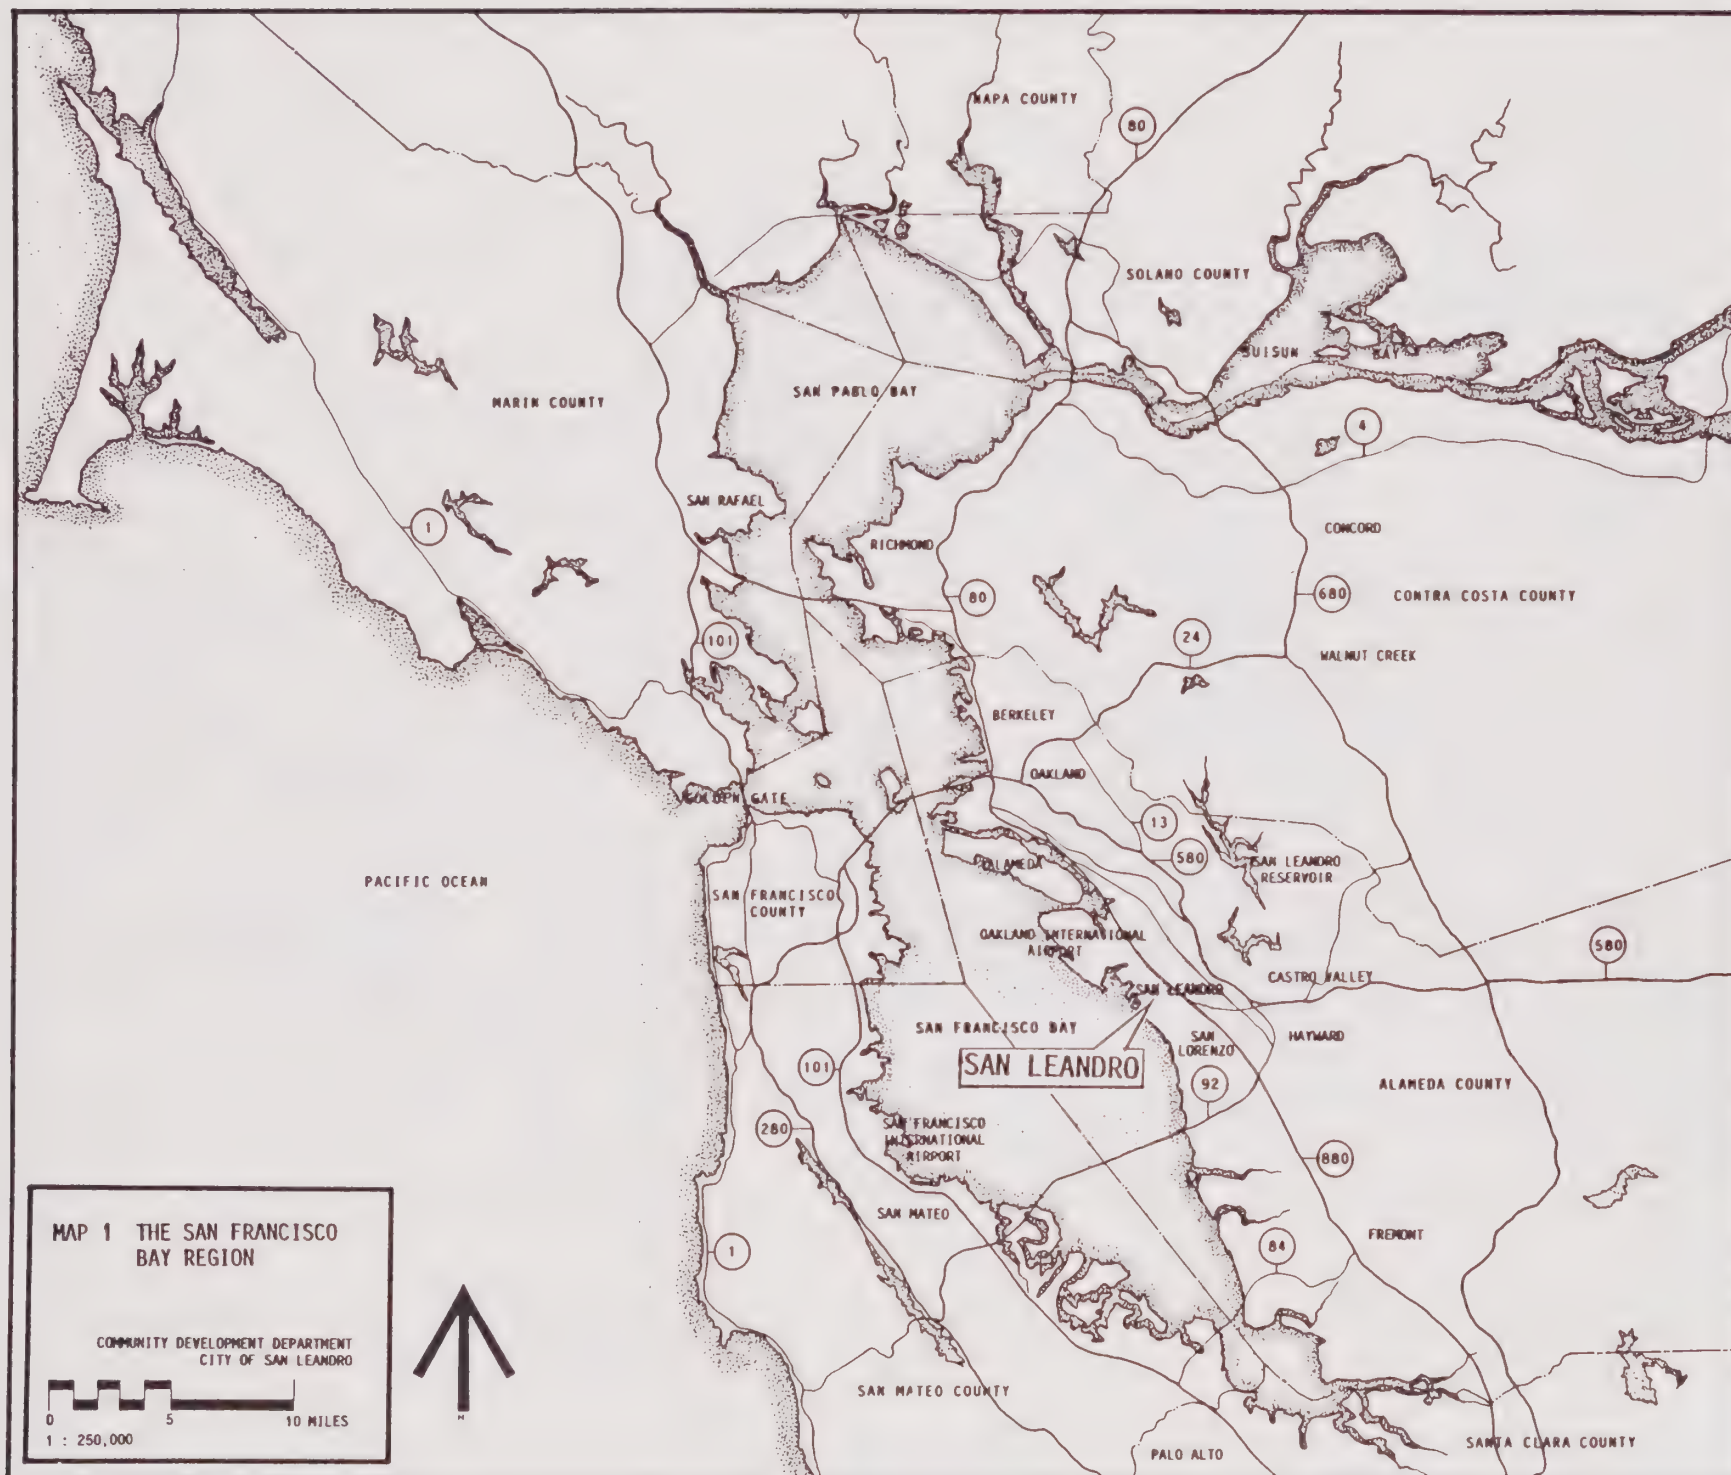 NAPA COUNTY
80
SOLANO COUNTY
SUISUN BAY
MARIN COUNTY
SAN PABLO BAY
4
SAN RAFAEL
1
RICHMOND
CONCORD
80
680
CONTRA COSTA COUNTY
101
24
WALNUT CREEK
BERKELEY
OAKLAND
GOLDEN GATE
13
580
ALAMEDA
SAN LEANDRO
RESERVOIR
PACIFIC OCEAN
SAN FRANCISCO
COUNTY
OAKLAND INTERNATIONAL
AIRPORT
580
CASTRO VALLEY
SAN LEANDRO
SAN FRANCISCO BAY
SAN
LORENZO
HAYWARD
SAN LEANDRO
101
92
ALAMEDA COUNTY
280
SAN FRANCISCO
INTERNATIONAL
AIRPORT
880
SAN MATEO
FREMONT
1
84
MAP 1 THE SAN FRANCISCO
BAY REGION
COMMUNITY DEVELOPMENT DEPARTMENT
CITY OF SAN LEANDRO
0 5 10 MILES
1 : 250,000
N
SAN MATEO COUNTY
PALO ALTO
SANTA CLARA COUNTY